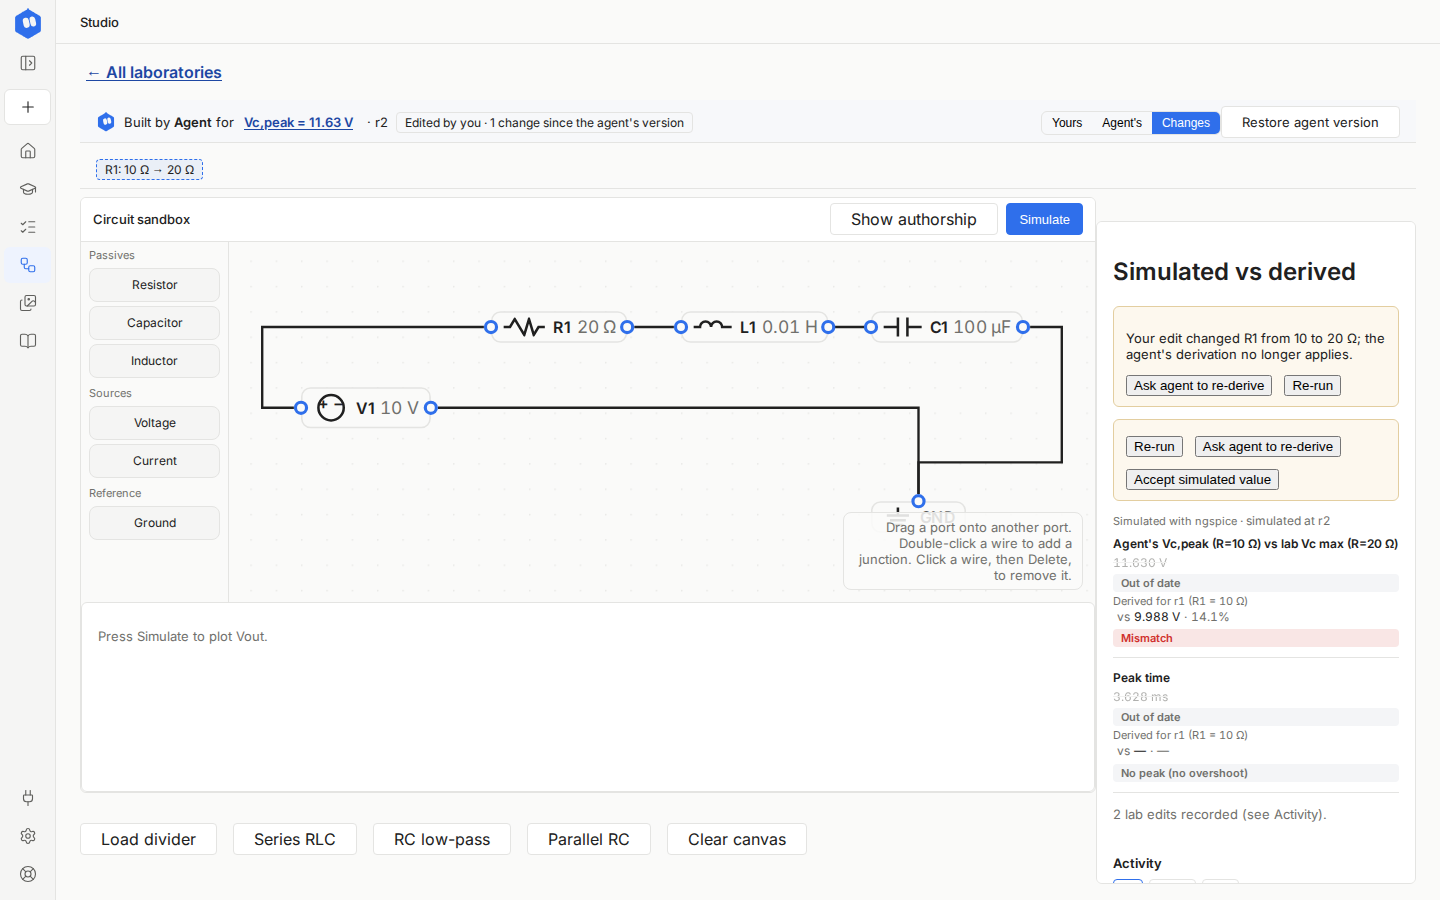 Studio
← All laboratories
Built by Agent for Vc,peak = 11.63 V · r2 Edited by you · 1 change since the agent's version
Yours Agent's Changes Restore agent version
R1: 10 Ω → 20 Ω
Circuit sandbox
Show authorship Simulate
Passives
Resistor
Capacitor
Inductor
Sources
Voltage
Current
Reference
Ground
R1 20 Ω
L1 0.01 H
C1 100 µF
V1 10 V
GND
Drag a port onto another port.
Double-click a wire to add a
junction. Click a wire, then Delete,
to remove it.
Press Simulate to plot Vout.
Load divider Series RLC RC low-pass Parallel RC Clear canvas
Simulated vs derived
Your edit changed R1 from 10 to 20 Ω; the
agent's derivation no longer applies.
Ask agent to re-derive Re-run
Re-run Ask agent to re-derive
Accept simulated value
Simulated with ngspice · simulated at r2
Agent's Vc,peak (R=10 Ω) vs lab Vc max (R=20 Ω)
11.630 V
Out of date
Derived for r1 (R1 = 10 Ω)
vs 9.988 V · 14.1%
Mismatch
Peak time
3.628 ms
Out of date
Derived for r1 (R1 = 10 Ω)
vs — · —
No peak (no overshoot)
2 lab edits recorded (see Activity).
Activity